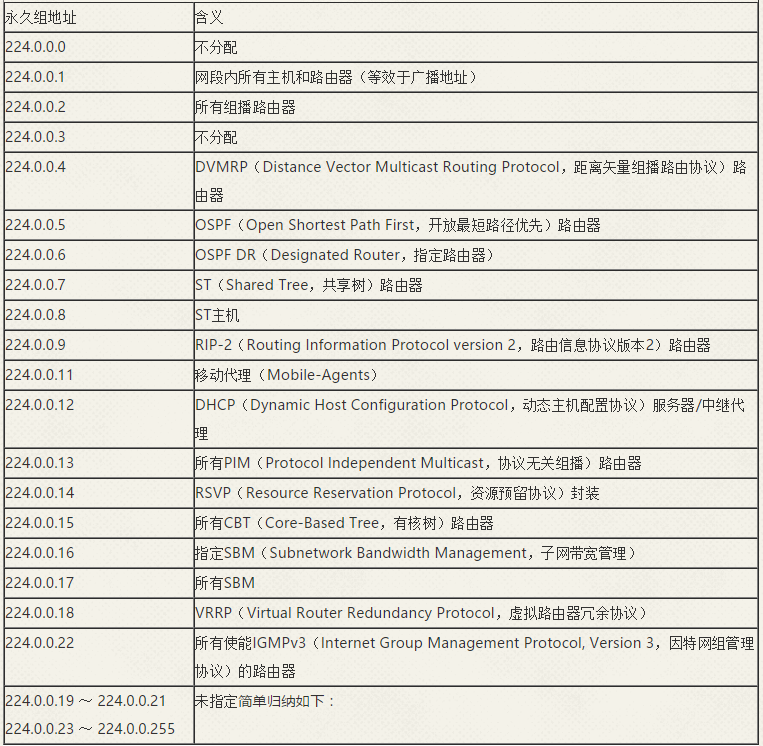 永久组地址 含义
224.0.0.0 不分配
224.0.0.1 网段内所有主机和路由器（等效于广播地址）
224.0.0.2 所有组播路由器
224.0.0.3 不分配
224.0.0.4 DVMRP（Distance Vector Multicast Routing Protocol，距离矢量组播路由协议）路
由器
224.0.0.5 OSPF（Open Shortest Path First，开放最短路径优先）路由器
224.0.0.6 OSPF DR（Designated Router，指定路由器）
224.0.0.7 ST（Shared Tree，共享树）路由器
224.0.0.8 ST主机
224.0.0.9 RIP-2（Routing Information Protocol version 2，路由信息协议版本2）路由器
224.0.0.11 移动代理（Mobile-Agents）
224.0.0.12 DHCP（Dynamic Host Configuration Protocol，动态主机配置协议）服务器/中继代
理
224.0.0.13 所有PIM（Protocol Independent Multicast，协议无关组播）路由器
224.0.0.14 RSVP（Resource Reservation Protocol，资源预留协议）封装
224.0.0.15 所有CBT（Core-Based Tree，有核树）路由器
224.0.0.16 指定SBM（Subnetwork Bandwidth Management，子网带宽管理）
224.0.0.17 所有SBM
224.0.0.18 VRRP（Virtual Router Redundancy Protocol，虚拟路由器冗余协议）
224.0.0.22 所有使能IGMPv3（Internet Group Management Protocol, Version 3，因特网组管理
协议）的路由器
224.0.0.19 ～ 224.0.0.21 未指定简单归纳如下：
224.0.0.23 ～ 224.0.0.255